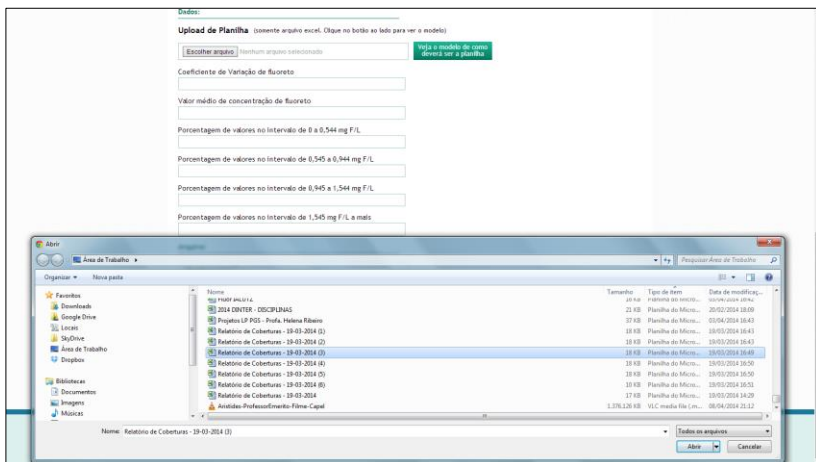 Dados:
Upload de Planilha (somente arquivo excel. Clique no botão ao lado para ver o modelo)
Escolher arquivo Nenhum arquivo selecionado
Veja o modelo de como
deverá ser a planilha
Coeficiente de Variação de fluoreto
Valor médio de concentração de fluoreto
Porcentagem de valores no intervalo de 0 a 0,544 mg F/L
Porcentagem de valores no intervalo de 0,545 a 0,944 mg F/L
Porcentagem de valores no intervalo de 0,945 a 1,544 mg F/L
Porcentagem de valores no intervalo de 1,545 mg F/L a mais
Abrir
Área de Trabalho
Pesquisar Área de Trabalho
Organizar Nova pasta
Favoritos
Downloads
Google Drive
Locais
SkyDrive
Área de Trabalho
Dropbox
Bibliotecas
Documentos
Imagens
Músicas
Nome Tamanho Tipo de item Data de modificaç...
2014 DINTER - DISCIPLINAS 21 KB Planilha do Micro... 20/02/2014 18:09
Projetos LP PGS - Profa. Helena Ribeiro 37 KB Planilha do Micro... 03/04/2014 16:43
Relatório de Coberturas - 19-03-2014 (1) 18 KB Planilha do Micro... 19/03/2014 16:43
Relatório de Coberturas - 19-03-2014 (2) 18 KB Planilha do Micro... 19/03/2014 16:43
Relatório de Coberturas - 19-03-2014 (3) 18 KB Planilha do Micro... 19/03/2014 16:49
Relatório de Coberturas - 19-03-2014 (4) 18 KB Planilha do Micro... 19/03/2014 16:50
Relatório de Coberturas - 19-03-2014 (5) 18 KB Planilha do Micro... 19/03/2014 16:50
Relatório de Coberturas - 19-03-2014 (6) 18 KB Planilha do Micro... 19/03/2014 16:51
Relatório de Coberturas - 19-03-2014 17 KB Planilha do Micro... 19/03/2014 14:29
Aristides-ProfessorEmerito-Filme-Capel 1.376.126 KB VLC media file (.m... 08/04/2014 21:12
Nome: Relatório de Coberturas - 19-03-2014 (3)
Todos os arquivos
Abrir Cancelar